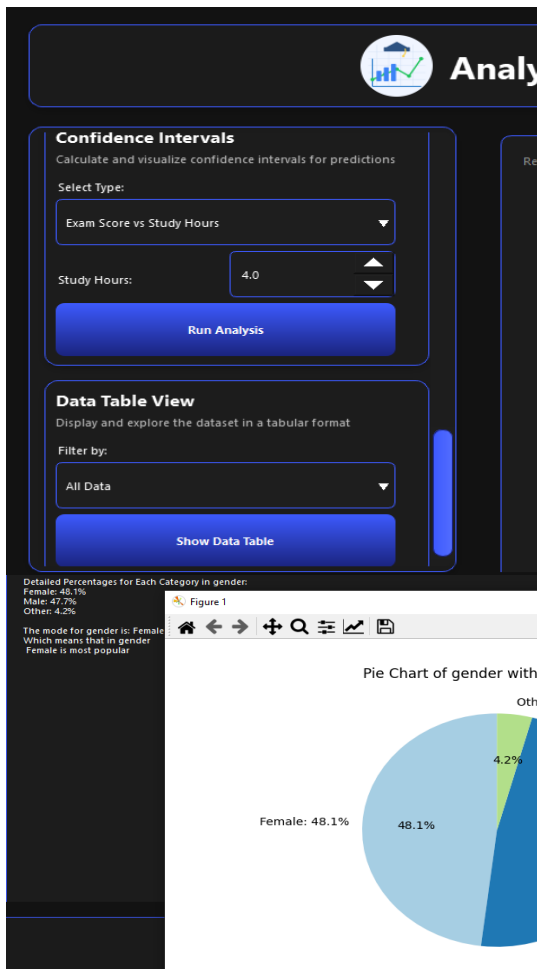 Analy
Confidence Intervals
Calculate and visualize confidence intervals for predictions
Select Type:
Exam Score vs Study Hours
Study Hours:
4.0
Run Analysis
Data Table View
Display and explore the dataset in a tabular format
Filter by:
All Data
Show Data Table
Re
Detailed Percentages for Each Category in gender:
Female: 48.1%
Male: 47.7%
Other: 4.2%
The mode for gender is: Female
Which means that in gender
Female is most popular
Figure 1
Pie Chart of gender with
Oth
4.2%
Female: 48.1%
48.1%